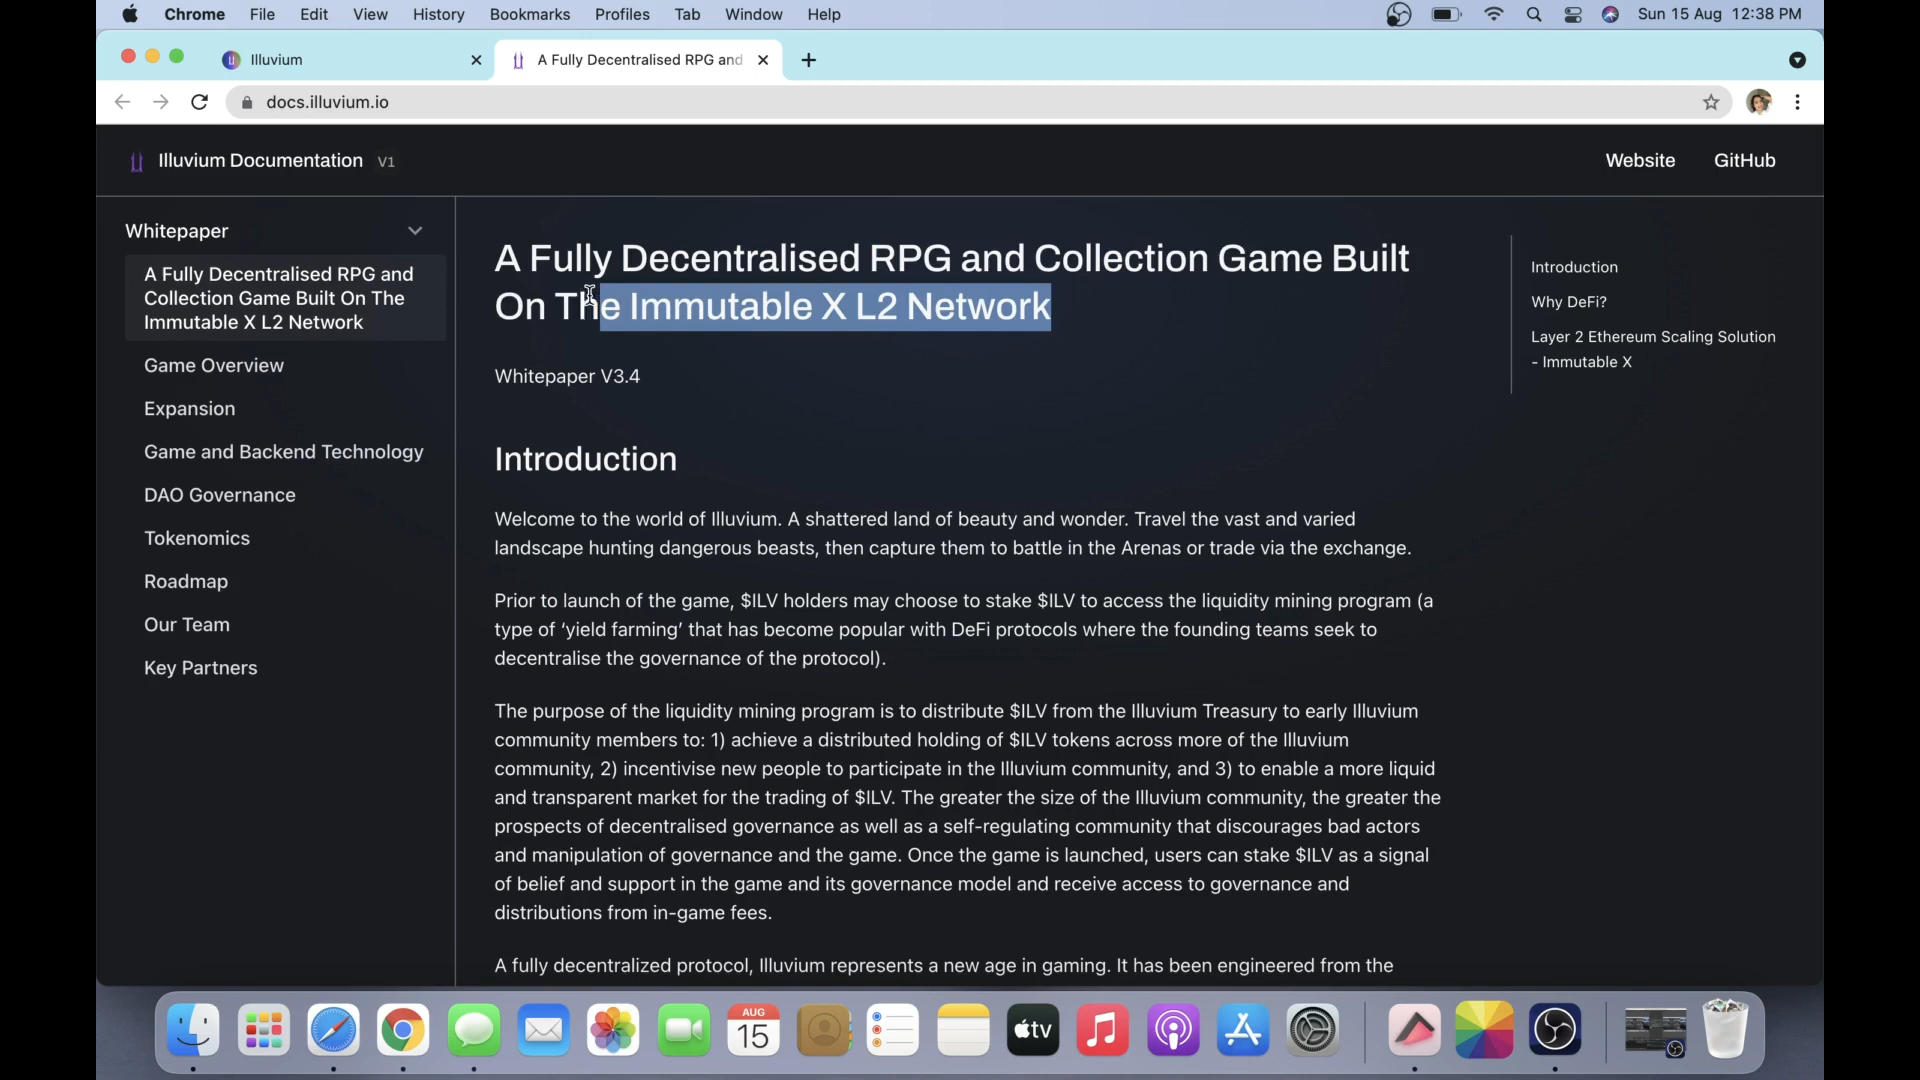 Chrome File Edit View History Bookmarks Profiles Tab Window Help Sun 15 Aug 12:38 PM
Illuvium A Fully Decentralised RPG and
docs.illuvium.io
Illuvium Documentation V1 Website GitHub
Whitepaper
A Fully Decentralised RPG and
Collection Game Built On The
Immutable X L2 Network
Game Overview
Expansion
Game and Backend Technology
DAO Governance
Tokenomics
Roadmap
Our Team
Key Partners
A Fully Decentralised RPG and Collection Game Built
On The Immutable X L2 Network
Whitepaper V3.4
Introduction
Welcome to the world of Illuvium. A shattered land of beauty and wonder. Travel the vast and varied
landscape hunting dangerous beasts, then capture them to battle in the Arenas or trade via the exchange.
Prior to launch of the game, $ILV holders may choose to stake $ILV to access the liquidity mining program (a
type of ‘yield farming’ that has become popular with DeFi protocols where the founding teams seek to
decentralise the governance of the protocol).
The purpose of the liquidity mining program is to distribute $ILV from the Illuvium Treasury to early Illuvium
community members to: 1) achieve a distributed holding of $ILV tokens across more of the Illuvium
community, 2) incentivise new people to participate in the Illuvium community, and 3) to enable a more liquid
and transparent market for the trading of $ILV. The greater the size of the Illuvium community, the greater the
prospects of decentralised governance as well as a self-regulating community that discourages bad actors
and manipulation of governance and the game. Once the game is launched, users can stake $ILV as a signal
of belief and support in the game and its governance model and receive access to governance and
distributions from in-game fees.
A fully decentralized protocol, Illuvium represents a new age in gaming. It has been engineered from the
Introduction
Why DeFi?
Layer 2 Ethereum Scaling Solution
- Immutable X
AUG
15
tv